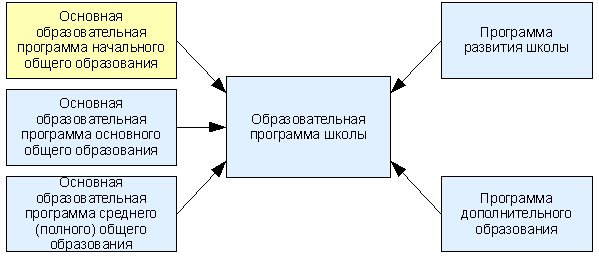 Основная
образовательная
программа начального
общего образования
Основная
образовательная
программа основного
общего образования
Основная
образовательная
программа среднего
(полного) общего
образования
Образовательная
программа школы
Программа
развития школы
Программа
дополнительного
образования